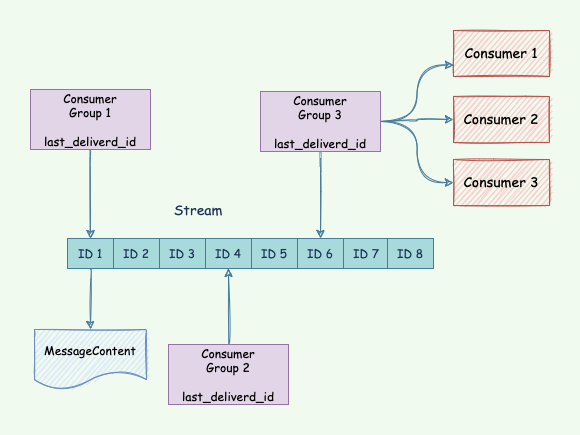 Consumer 1
Consumer
Group 1
last_deliverd_id
Consumer
Group 3
last_deliverd_id
Consumer 2
Consumer 3
Stream
ID 1 ID 2 ID 3 ID 4 ID 5 ID 6 ID 7 ID 8
MessageContent
Consumer
Group 2
last_deliverd_id